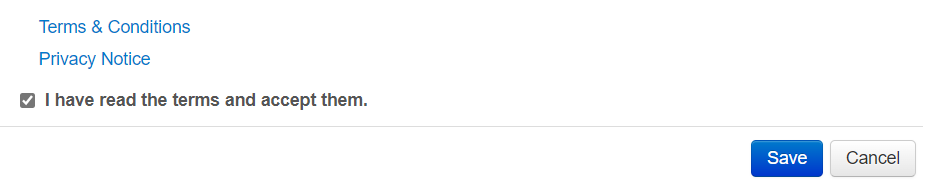 Terms & Conditions
Privacy Notice
I have read the terms and accept them.
Save Cancel